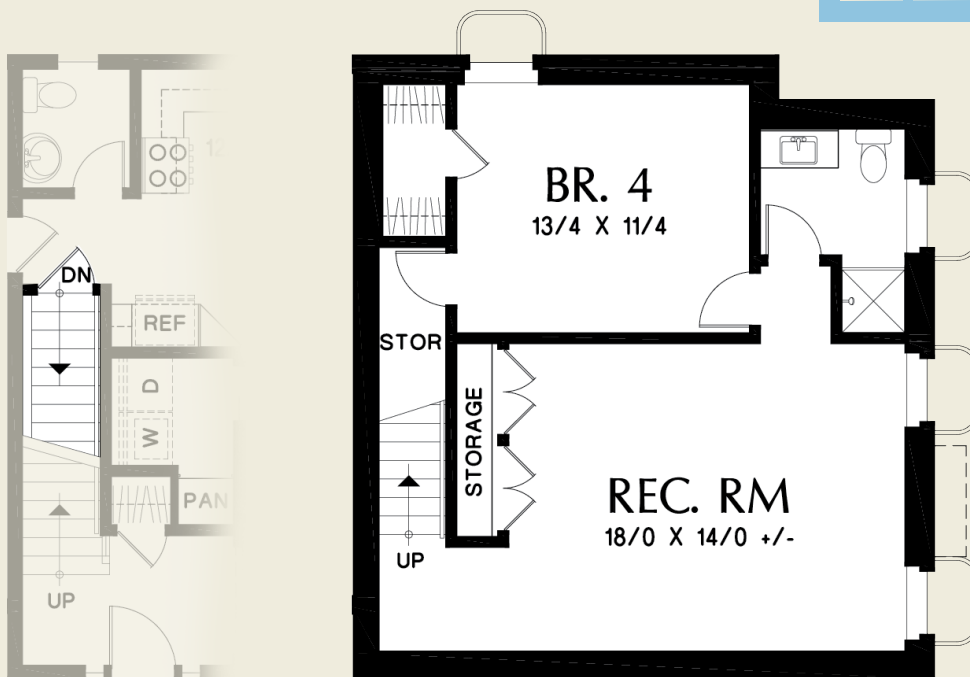 12
DN
REF
D
W
PAN
UP
BR. 4
13/4 X 11/4
STOR
STORAGE
REC. RM
18/0 X 14/0 +/-
UP